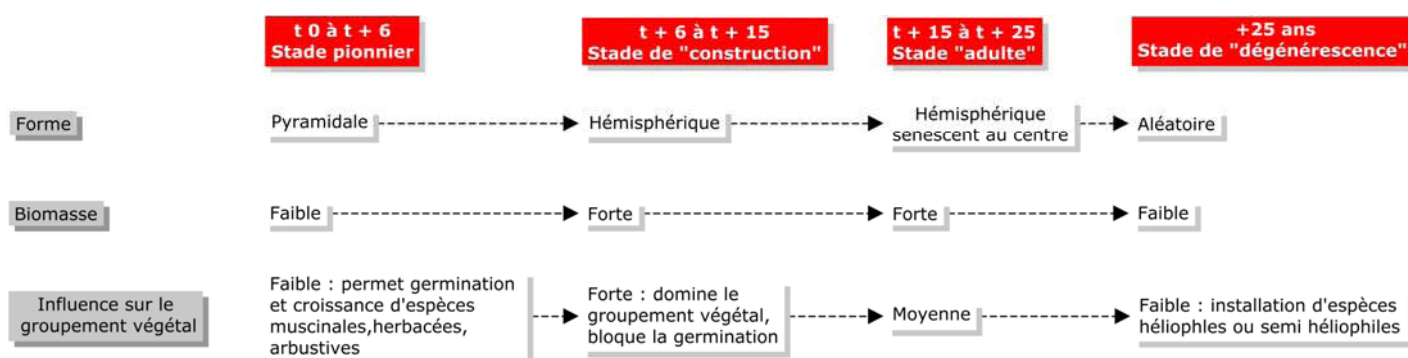 t 0 à t + 6
Stade pionnier
t + 6 à t + 15
Stade de "construction"
t + 15 à t + 25
Stade "adulte"
+25 ans
Stade de "dégénérescence"
Forme
Pyramidale
Hémisphérique
Hémisphérique
senescent au centre
Aléatoire
Biomasse
Faible
Forte
Forte
Faible
Influence sur le
groupement végétal
Faible : permet germination
et croissance d'espèces
muscinales,herbacées,
arbustives
Forte : domine le
groupement végétal,
bloque la germination
Moyenne
Faible : installation d'espèces
héliophles ou semi héliophiles